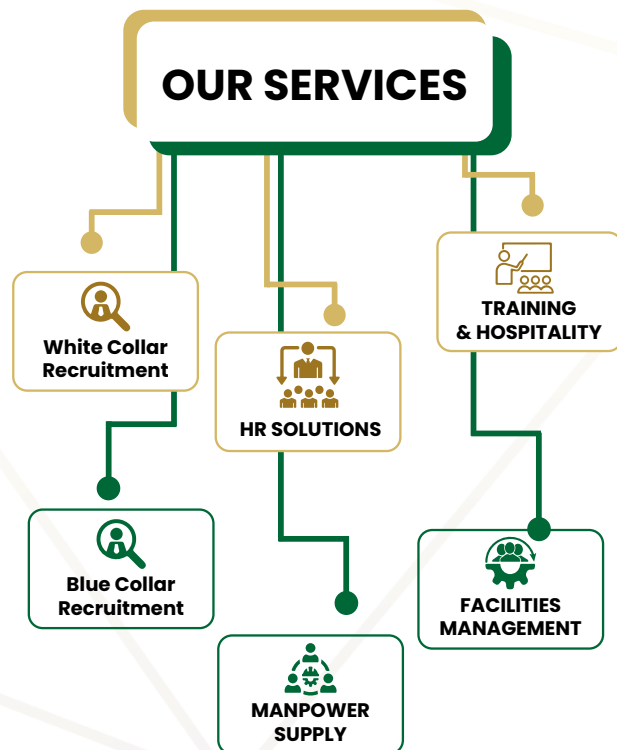 OUR SERVICES
White Collar
Recruitment
HR SOLUTIONS
TRAINING
& HOSPITALITY
Blue Collar
Recruitment
MANPOWER
SUPPLY
FACILITIES
MANAGEMENT